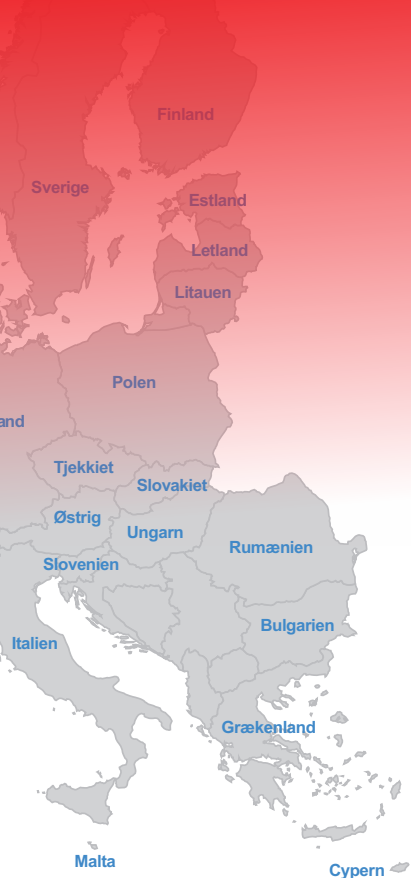 Finland
Sverige
Estland
Letland
Litauen
Polen
and
Tjekkiet
Slovakiet
Østrig
Ungarn
Rumænien
Slovenien
Bulgarien
Italien
Grækenland
Malta
Cypern